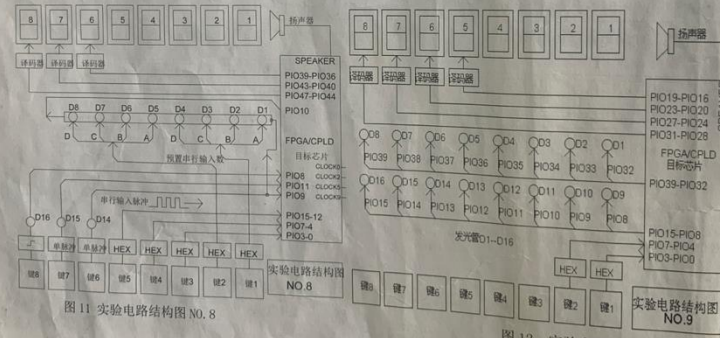 8 7 6 5 4 3 2 1 扬声器
译码器 译码器 译码器
SPEAKER
PIO39-PIO36
PIO43-PIO40
PIO47-PIO44
PIO10
D8 D7 D6 D5 D4 D3 D2 D1
D C B A D C B A
预置串行输入数
FPGA/CPLD
目标芯片
CLOCK0
PIO8 CLOCK2
PIO11 CLOCK5
PIO9 CLOCK9
串行输入脉冲
D16 D15 D14
PIO15-12
PIO7-4
PIO3-0
单脉冲 单脉冲 HEX HEX HEX HEX HEX
键8 键7 键6 键5 键4 键3 键2 键1
实验电路结构图
NO.8
图11 实验电路结构图NO.8
8 7 6 5 4 3 2 1 扬声器
译码器 译码器 译码器 译码器
PIO19-PIO16
PIO23-PIO20
PIO27-PIO24
PIO31-PIO28
D8 D7 D6 D5 D4 D3 D2 D1
PIO39 PIO38 PIO37 PIO36 PIO35 PIO34 PIO33 PIO32
FPGA/CPLD
目标芯片
PIO39-PIO32
D16 D15 D14 D13 D12 D11 D10 D9
PIO15 PIO14 PIO13 PIO12 PIO11 PIO10 PIO9 PIO8
发光管D1--D16
PIO15-PIO8
PIO7-PIO4
PIO3-PIO0
HEX HEX
键8 键7 键6 键5 键4 键3 键2 键1
实验电路结构图
NO.9